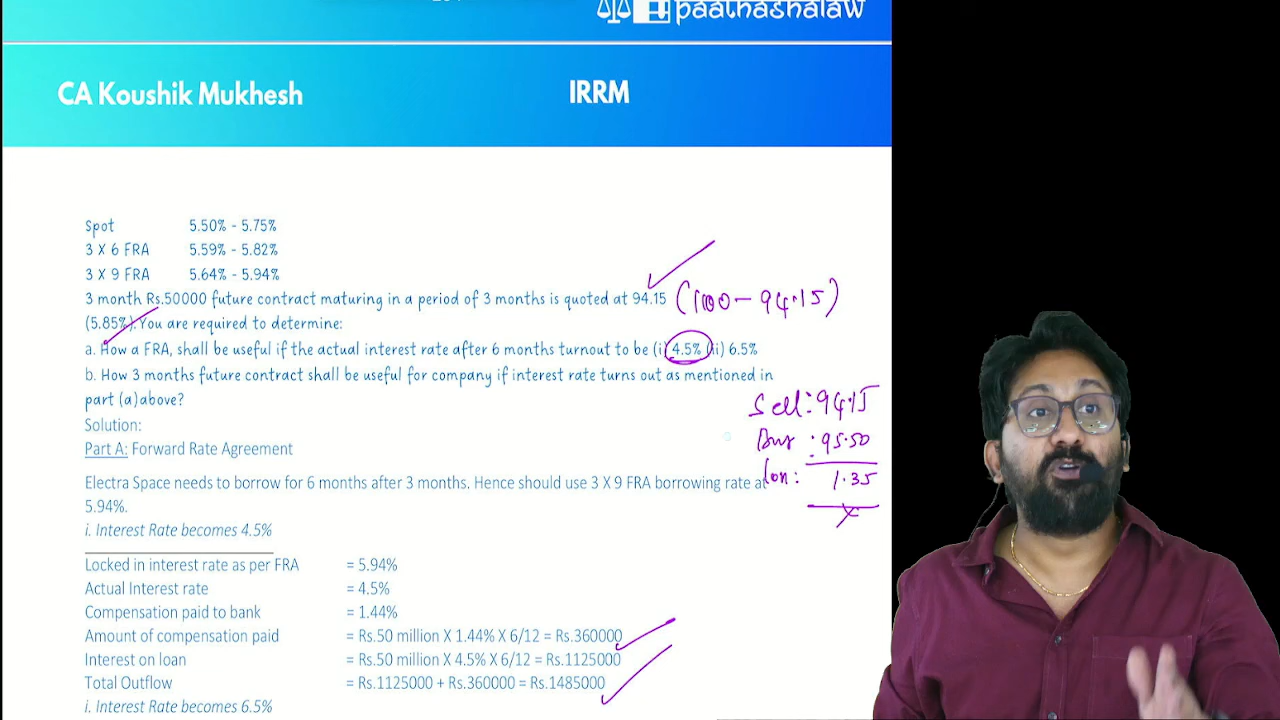 paathashalaw
CA Koushik Mukhesh
IRRM
Spot 5.50% - 5.75%
3 X 6 FRA 5.59% - 5.82%
3 X 9 FRA 5.64% - 5.94%
3 month Rs.50000 future contract maturing in a period of 3 months is quoted at 94.15 (100 - 94.15)
(5.85%). You are required to determine:
a. How a FRA, shall be useful if the actual interest rate after 6 months turnout to be (i) 4.5% (ii) 6.5%
b. How 3 months future contract shall be useful for company if interest rate turns out as mentioned in
part (a) above?
Sell: 94.15
: 95.50
1.35
Solution:
Part A: Forward Rate Agreement
Electra Space needs to borrow for 6 months after 3 months. Hence should use 3 X 9 FRA borrowing rate at
5.94%.
i. Interest Rate becomes 4.5%
Locked in interest rate as per FRA = 5.94%
Actual Interest rate = 4.5%
Compensation paid to bank = 1.44%
Amount of compensation paid = Rs.50 million X 1.44% X 6/12 = Rs.360000
Interest on loan = Rs.50 million X 4.5% X 6/12 = Rs.1125000
Total Outflow = Rs.1125000 + Rs.360000 = Rs.1485000
i. Interest Rate becomes 6.5%